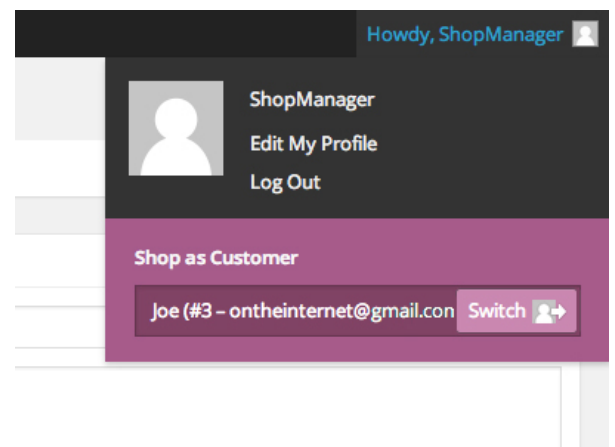 Howdy, ShopManager
ShopManager
Edit My Profile
Log Out
Shop as Customer
Joe (#3 – ontheinternet@gmail.con Switch